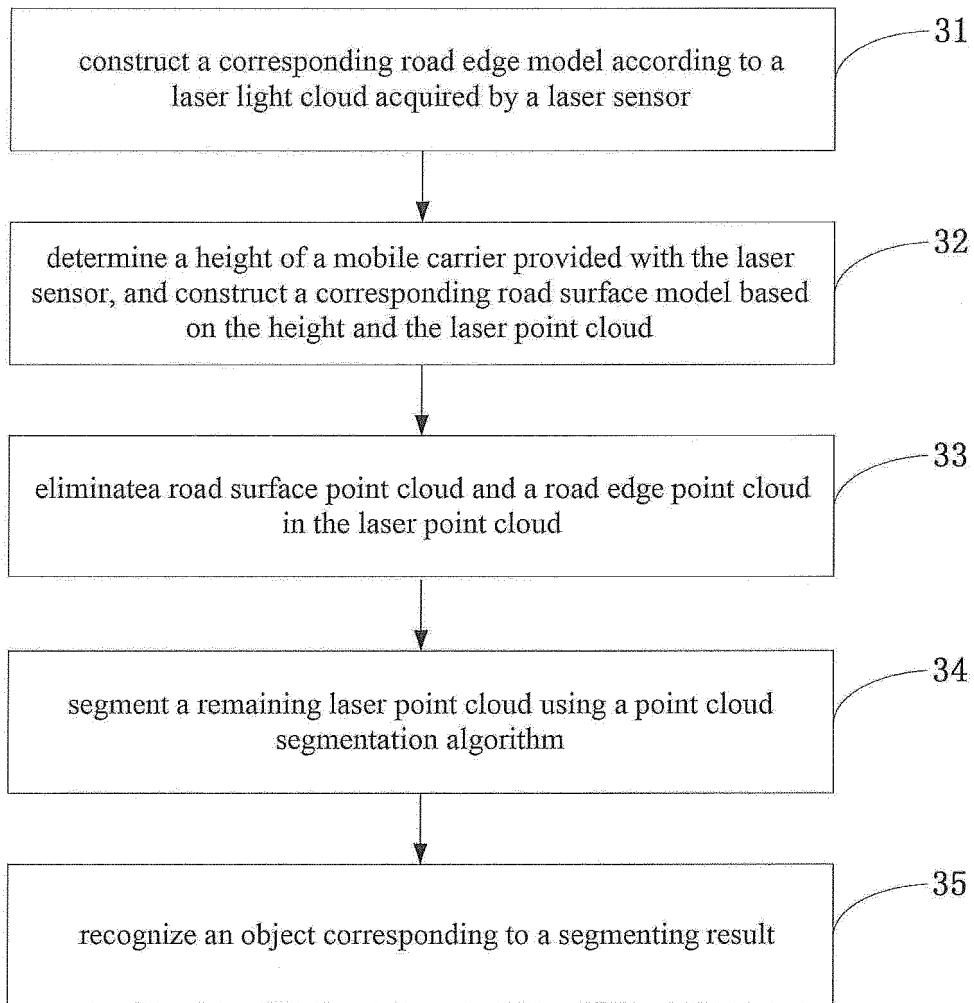 construct a corresponding road edge model according to a
laser light cloud acquired by a laser sensor
31
determine a height of a mobile carrier provided with the laser
sensor, and construct a corresponding road surface model based
on the height and the laser point cloud
32
eliminatea road surface point cloud and a road edge point cloud
in the laser point cloud
33
segment a remaining laser point cloud using a point cloud
segmentation algorithm
34
recognize an object corresponding to a segmenting result
35